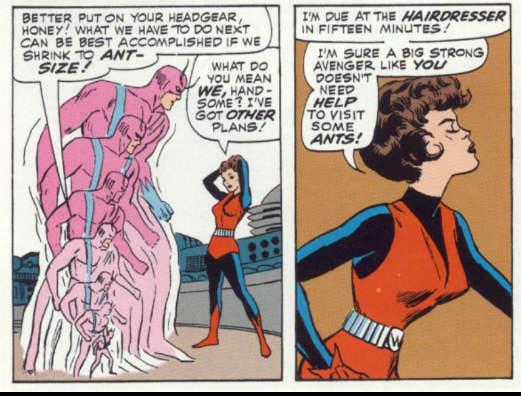 BETTER PUT ON YOUR HEADGEAR,
HONEY! WHAT WE HAVE TO DO NEXT
CAN BE BEST ACCOMPLISHED IF WE
SHRINK TO ANT-
SIZE!
WHAT DO
YOU MEAN
WE, HAND-
SOME? I'VE
GOT OTHER
PLANS!
I'M DUE AT THE HAIRDRESSER
IN FIFTEEN MINUTES!
I'M SURE A BIG STRONG
AVENGER LIKE YOU
DOESN'T
NEED
HELP
TO VISIT
SOME
ANTS!
W